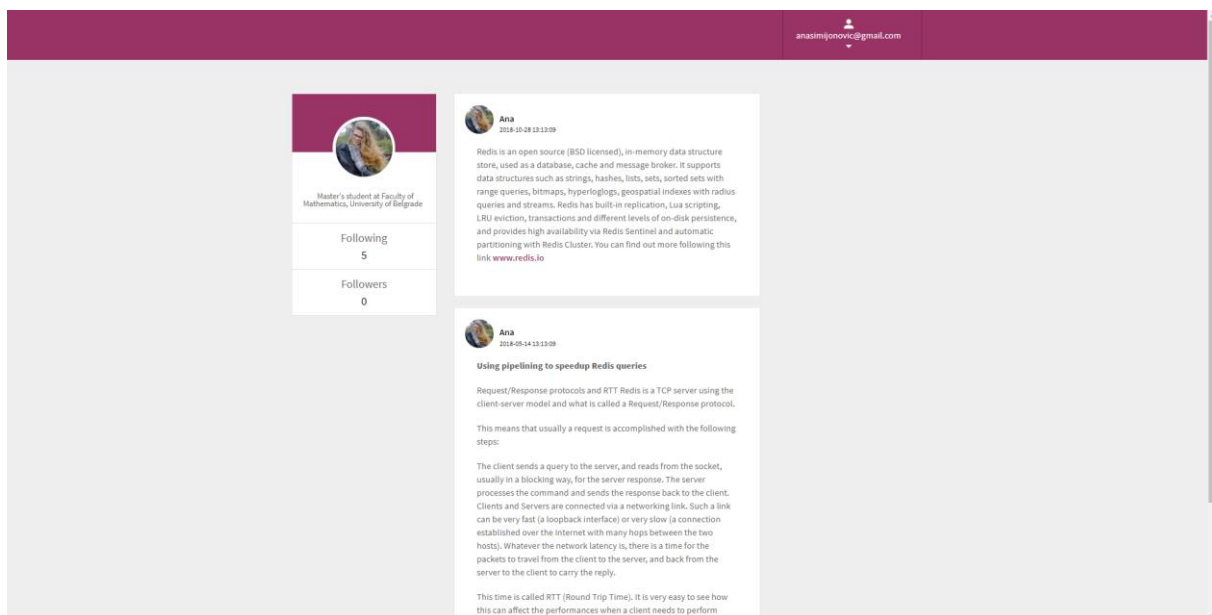 anasimijonovic@gmail.com
Master's student at Faculty of
Mathematics, University of Belgrade
Following
5
Followers
0
Ana
2018-10-28 13:13:09
Redis is an open source (BSD licensed), in-memory data structure
store, used as a database, cache and message broker. It supports
data structures such as strings, hashes, lists, sets, sorted sets with
range queries, bitmaps, hyperloglogs, geospatial indexes with radius
queries and streams. Redis has built-in replication, Lua scripting,
LRU eviction, transactions and different levels of on-disk persistence,
and provides high availability via Redis Sentinel and automatic
partitioning with Redis Cluster. You can find out more following this
link www.redis.io
Ana
2018-05-14 13:13:09
Using pipelining to speedup Redis queries
Request/Response protocols and RTT Redis is a TCP server using the
client-server model and what is called a Request/Response protocol.
This means that usually a request is accomplished with the following
steps:
The client sends a query to the server, and reads from the socket,
usually in a blocking way, for the server response. The server
processes the command and sends the response back to the client.
Clients and Servers are connected via a networking link. Such a link
can be very fast (a loopback interface) or very slow (a connection
established over the Internet with many hops between the two
hosts). Whatever the network latency is, there is a time for the
packets to travel from the client to the server, and back from the
server to the client to carry the reply.
This time is called RTT (Round Trip Time). It is very easy to see how
this can affect the performances when a client needs to perform